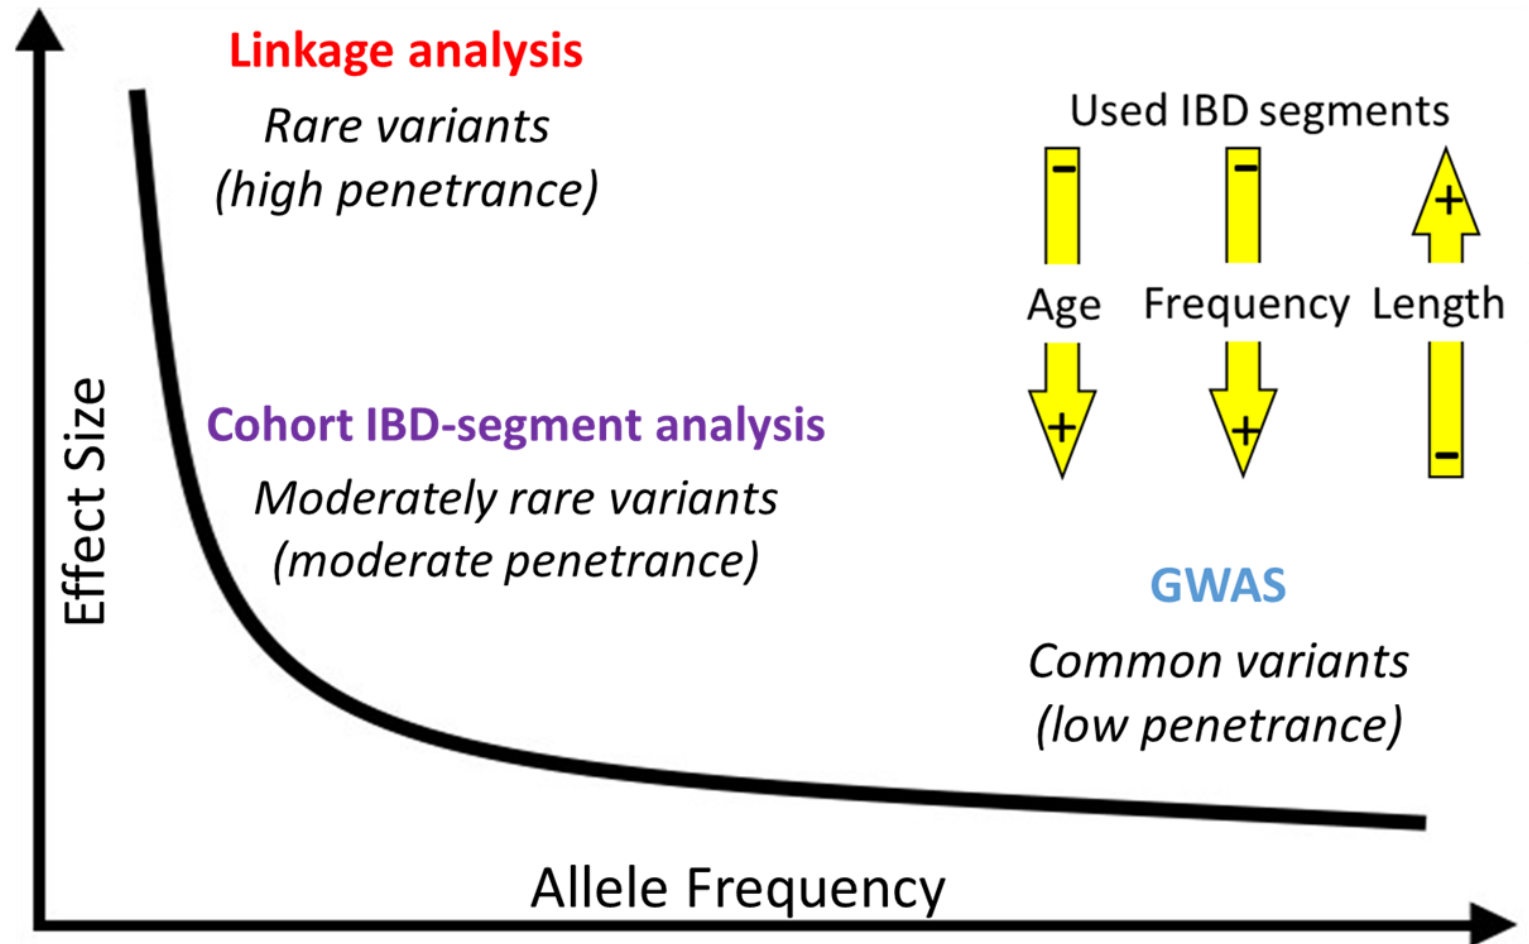 Linkage analysis
Rare variants
(high penetrance)
Used IBD segments
- - +
Age Frequency Length
+ + -
Cohort IBD-segment analysis
Moderately rare variants
(moderate penetrance)
GWAS
Common variants
(low penetrance)
Effect Size
Allele Frequency